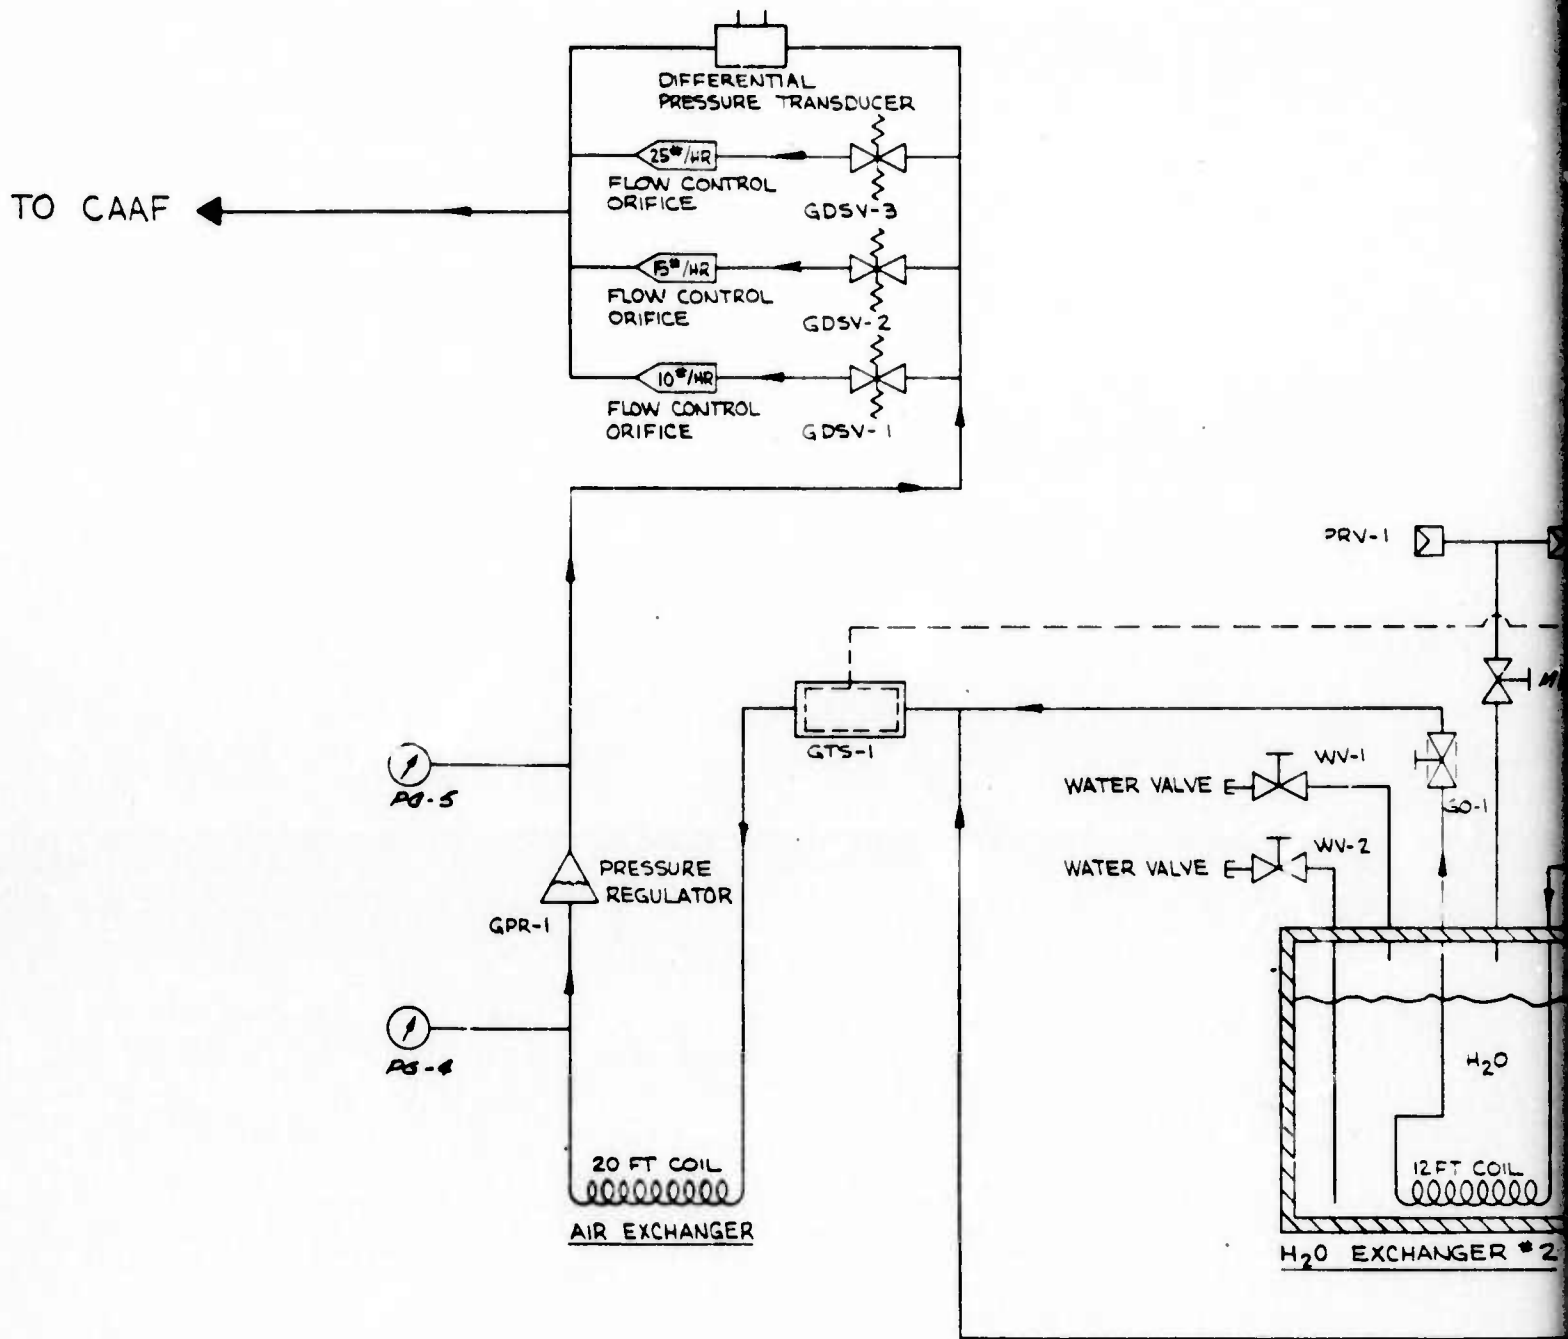 DIFFERENTIAL
PRESSURE TRANSDUCER
25#/HR
FLOW CONTROL
ORIFICE
GDSV-3
TO CAAF
15#/HR
FLOW CONTROL
ORIFICE
GDSV-2
10#/HR
FLOW CONTROL
ORIFICE
GDSV-1
PRV-1
M
GTS-1
WV-1
WATER VALVE
GO-1
PG-5
WV-2
WATER VALVE
PRESSURE
REGULATOR
GPR-1
PG-4
H2O
20 FT COIL
12 FT COIL
AIR EXCHANGER
H2O EXCHANGER #2